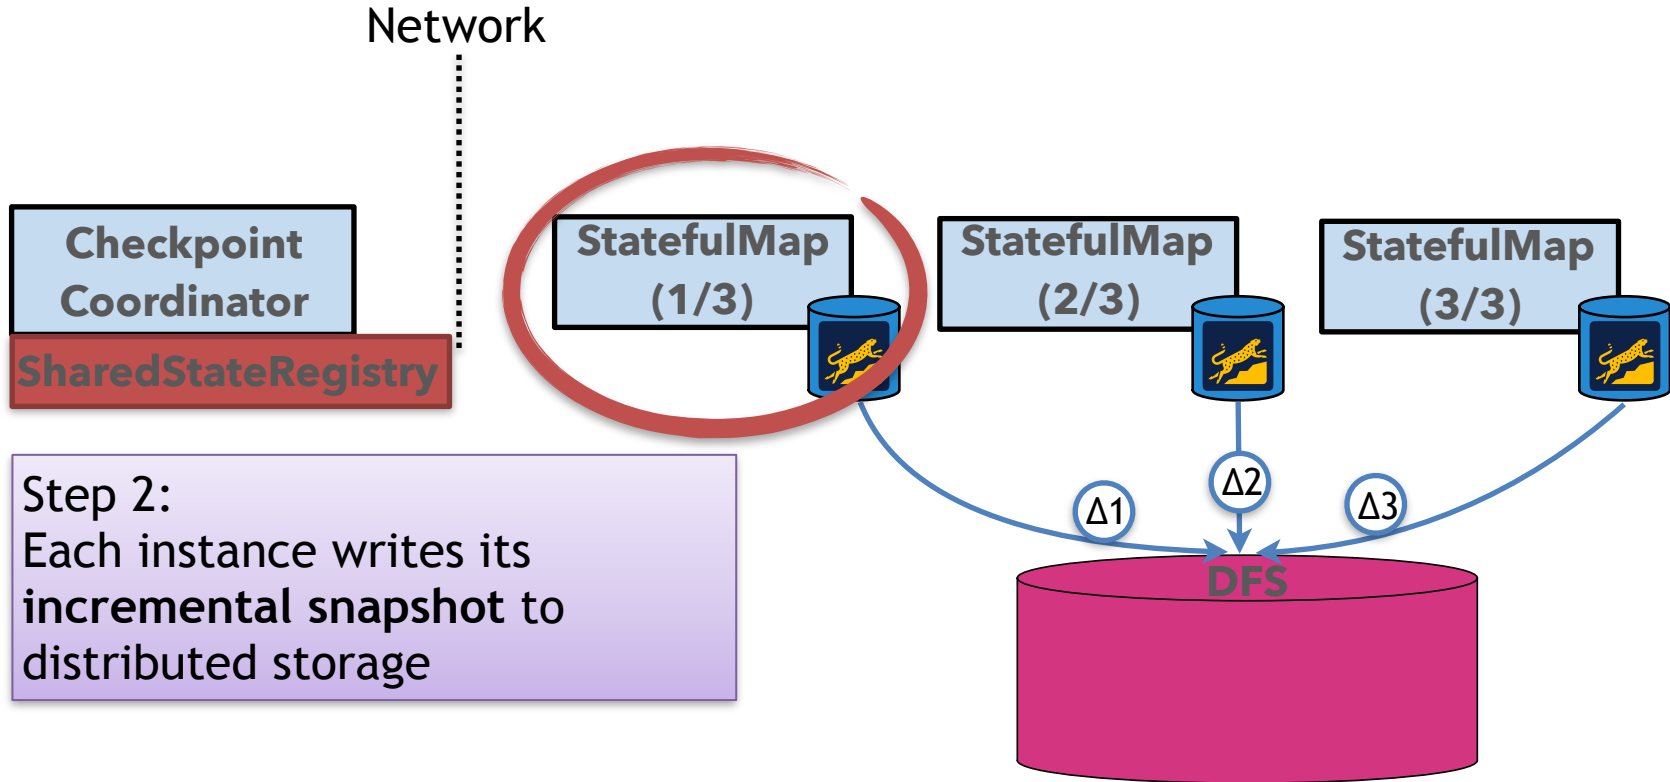 Network
Checkpoint
Coordinator
SharedStateRegistry
StatefulMap
(1/3)
StatefulMap
(2/3)
StatefulMap
(3/3)
Δ1
Δ2
Δ3
DFS
Step 2:
Each instance writes its
incremental snapshot to
distributed storage